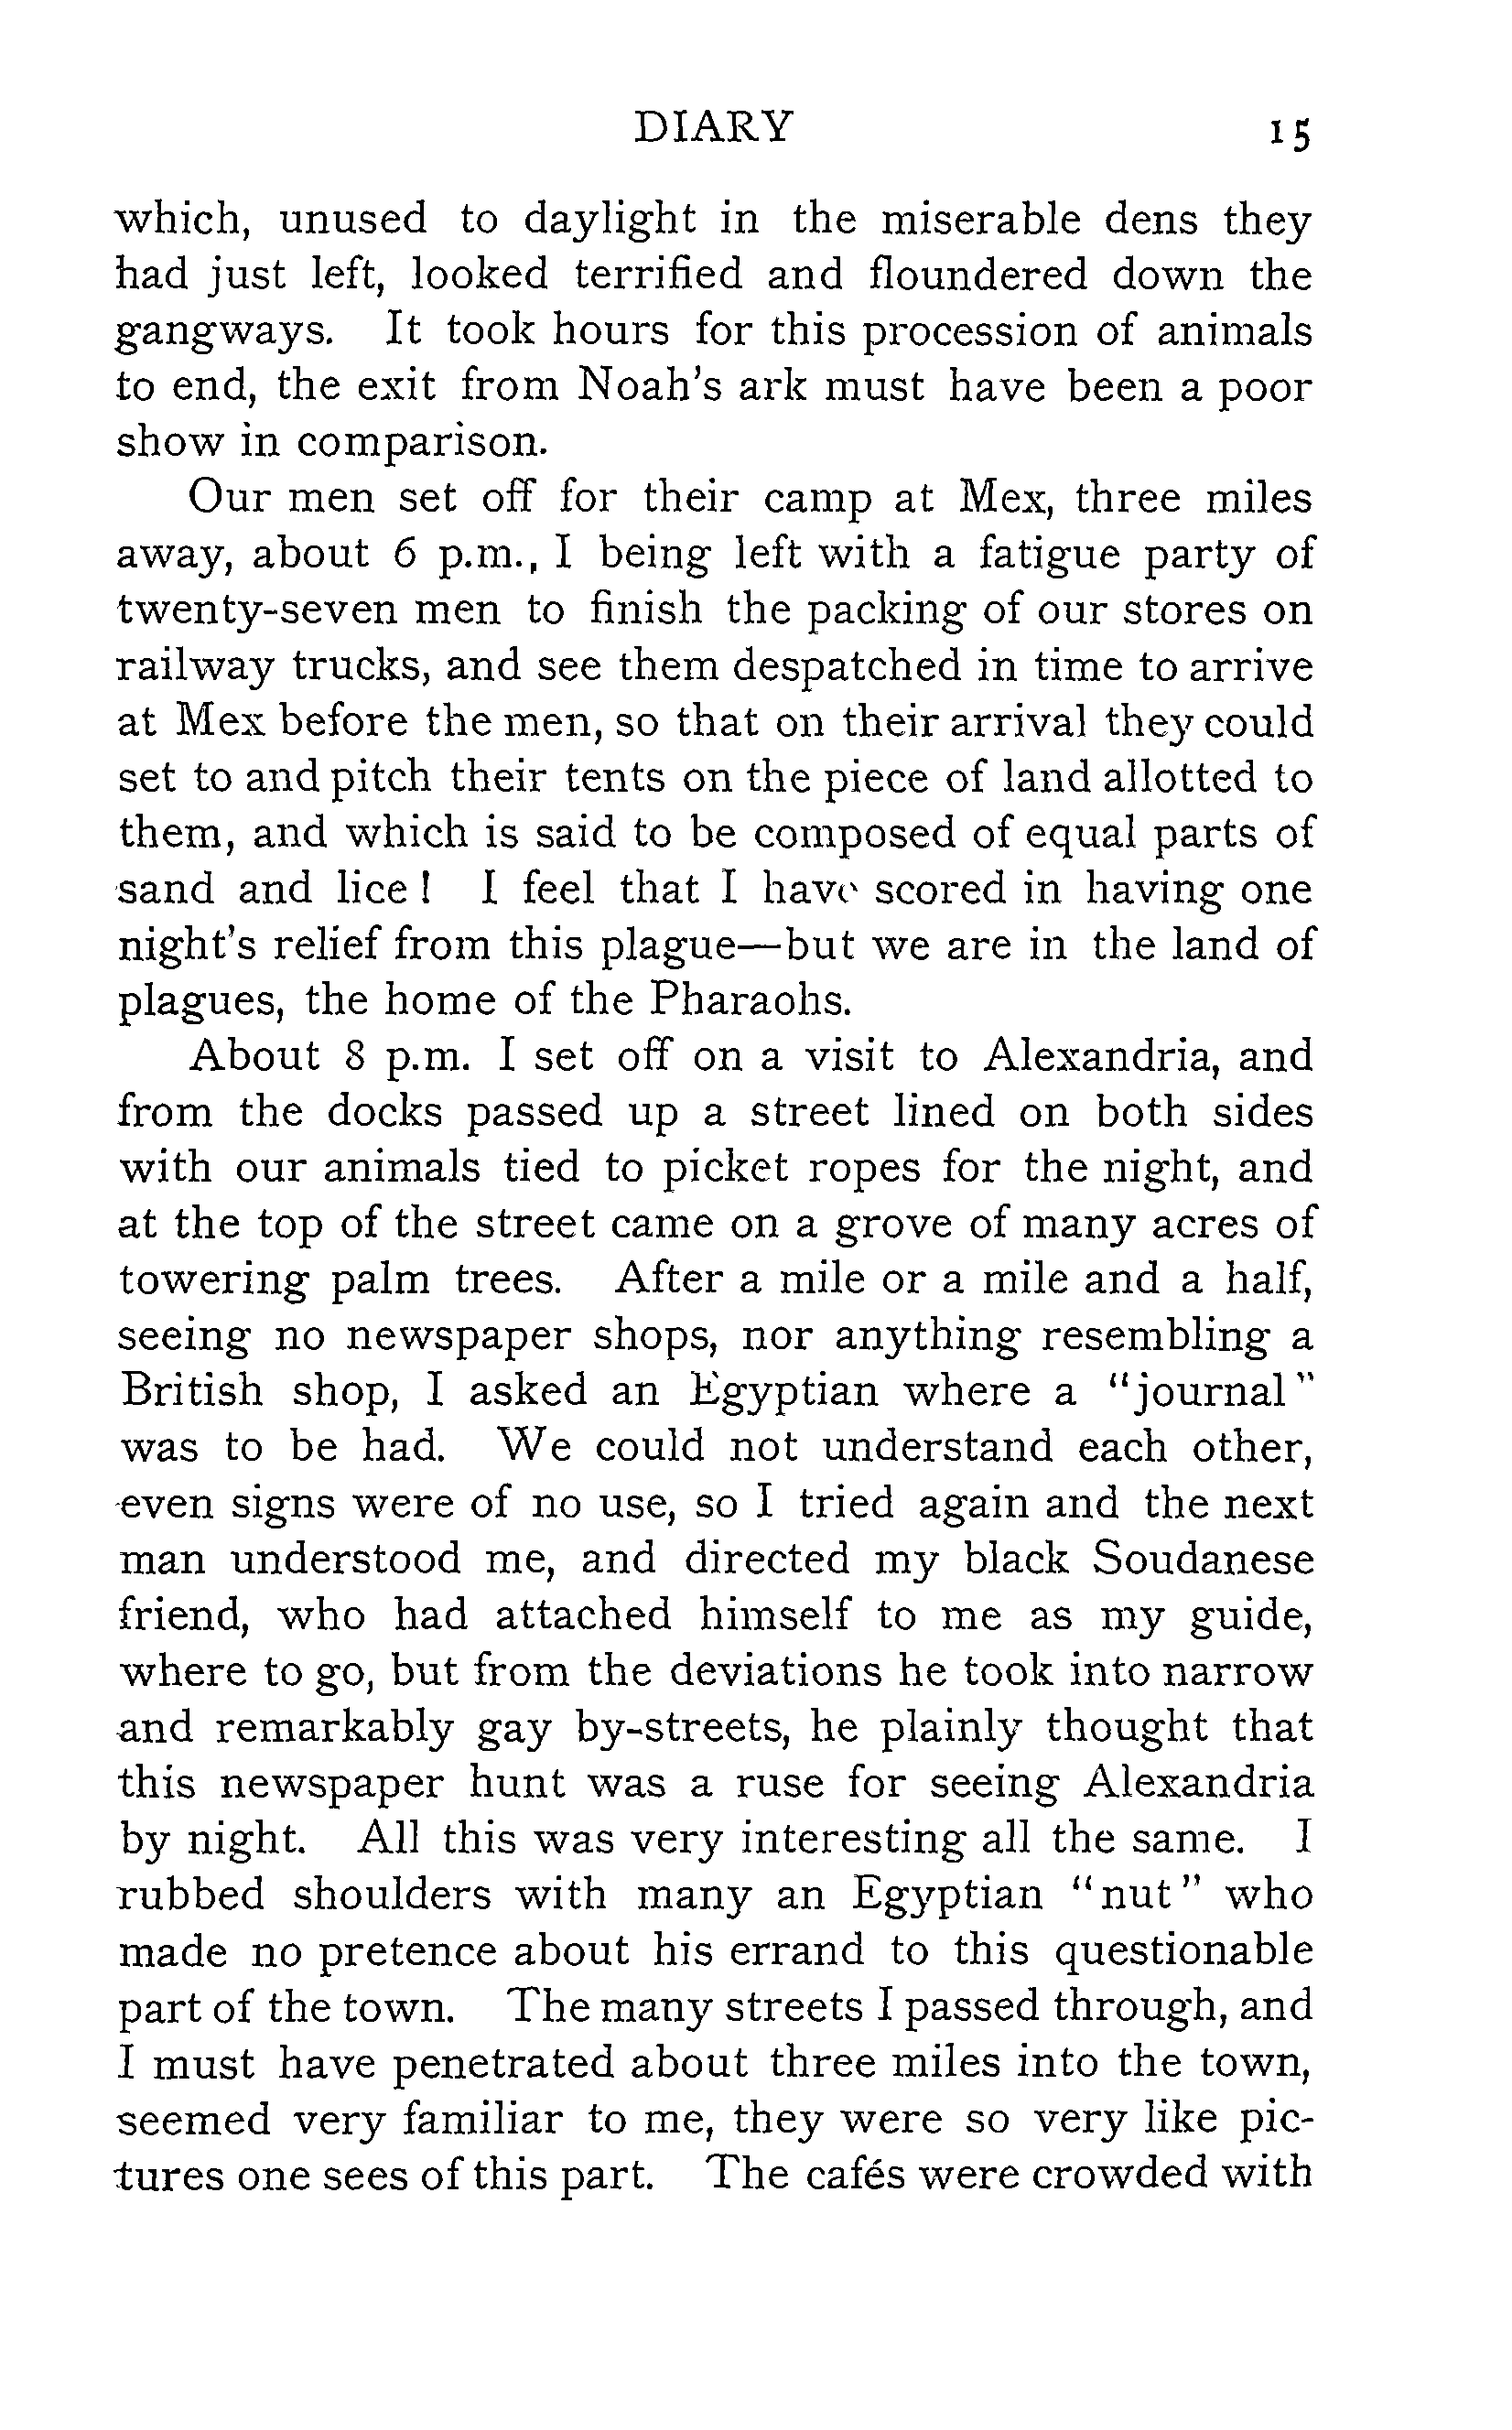 DIARY 15
which, unused to daylight in the miserable dens they
had just left, looked terrified and floundered down the
gangways. It took hours for this procession of animals
to end, the exit from Noah's ark must have been a poor
show in comparison.
Our men set off for their camp at Mex, three miles
away, about 6 p.m., I being left with a fatigue party of
twenty-seven men to finish the packing of our stores on
railway trucks, and see them despatched in time to arrive
at Mex before the men, so that on their arrival they could
set to and pitch their tents on the piece of land allotted to
them, and which is said to be composed of equal parts of
sand and lice! I feel that I have scored in having one
night's relief from this plague—but we are in the land of
plagues, the home of the Pharaohs.
About 8 p.m. I set off on a visit to Alexandria, and
from the docks passed up a street lined on both sides
with our animals tied to picket ropes for the night, and
at the top of the street came on a grove of many acres of
towering palm trees. After a mile or a mile and a half,
seeing no newspaper shops, nor anything resembling a
British shop, I asked an Egyptian where a "journal"
was to be had. We could not understand each other,
even signs were of no use, so I tried again and the next
man understood me, and directed my black Soudanese
friend, who had attached himself to me as my guide,
where to go, but from the deviations he took into narrow
and remarkably gay by-streets, he plainly thought that
this newspaper hunt was a ruse for seeing Alexandria
by night. All this was very interesting all the same. I
rubbed shoulders with many an Egyptian "nut" who
made no pretence about his errand to this questionable
part of the town. The many streets I passed through, and
I must have penetrated about three miles into the town,
seemed very familiar to me, they were so very like pic-
tures one sees of this part. The cafés were crowded with